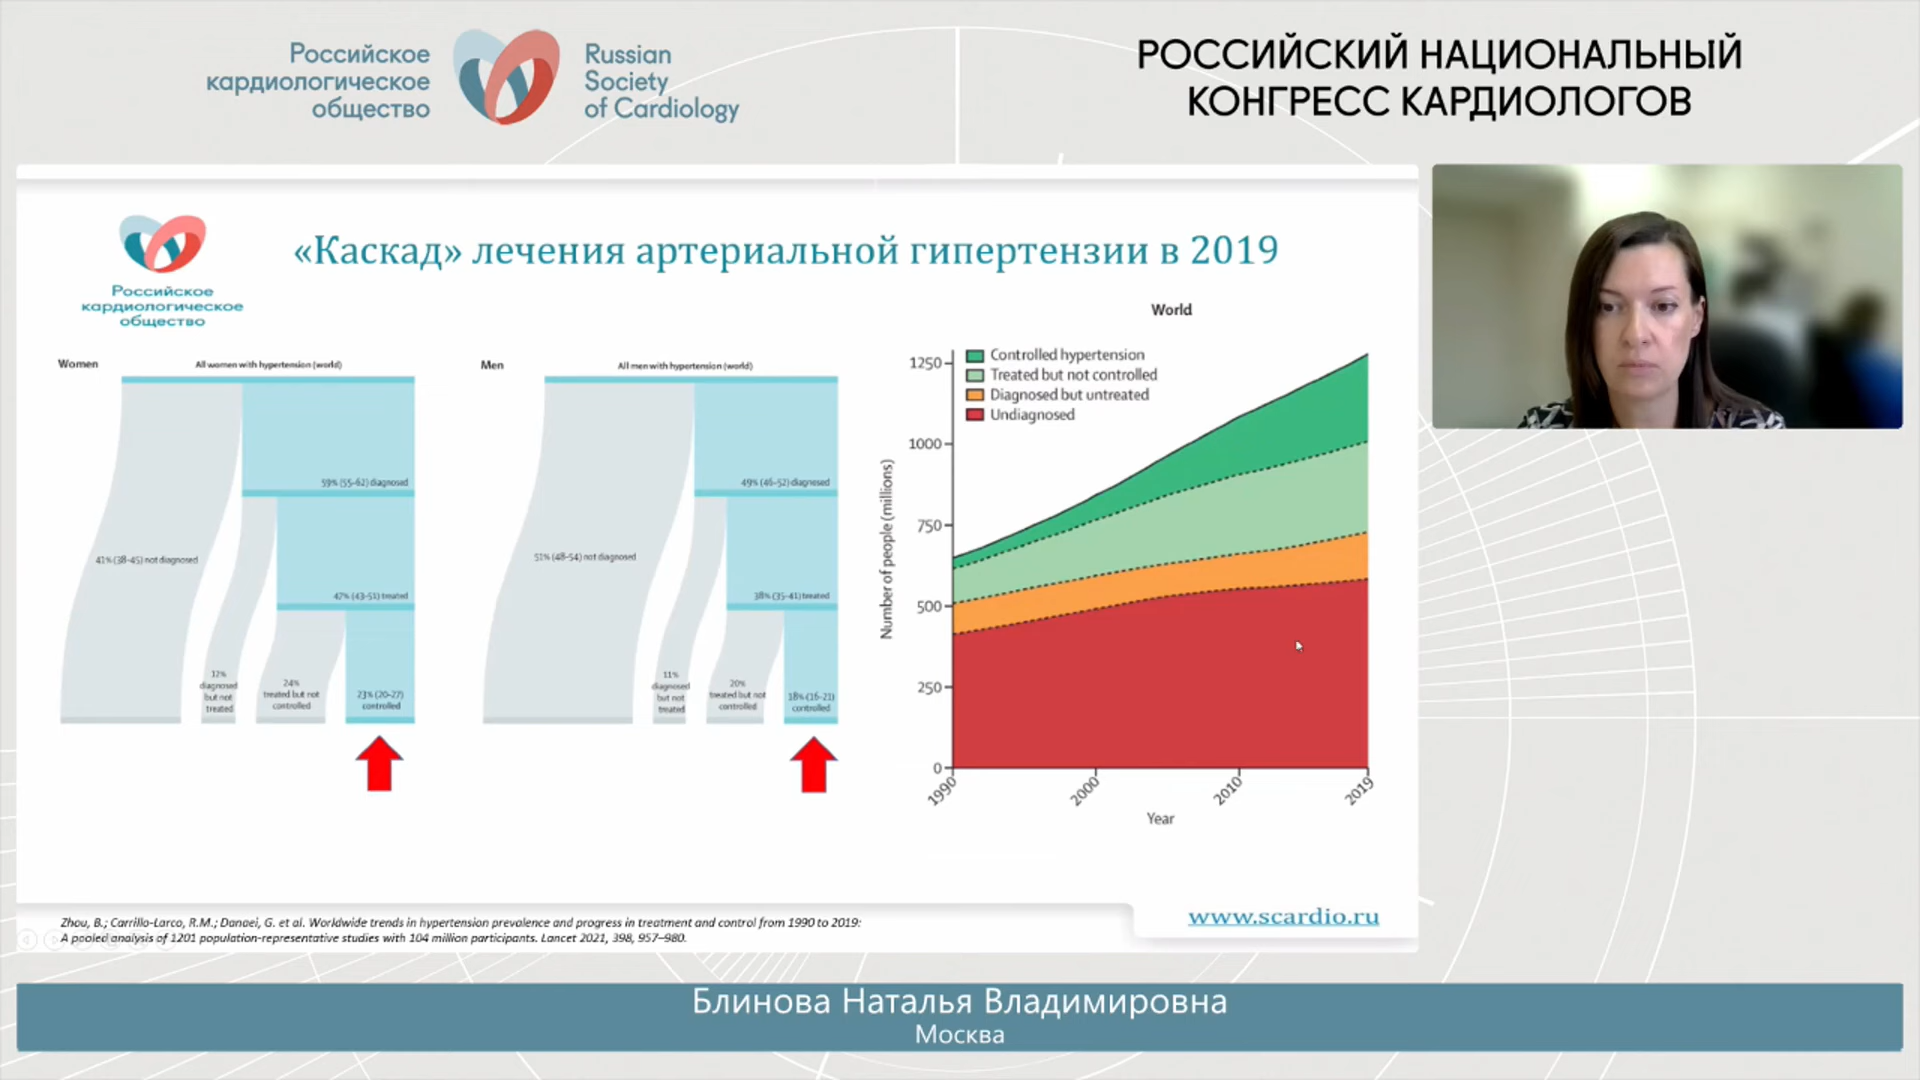 Российское
кардиологическое
общество
Russian
Society
of Cardiology
РОССИЙСКИЙ НАЦИОНАЛЬНЫЙ
КОНГРЕСС КАРДИОЛОГОВ
Российское
кардиологическое
общество
«Каскад» лечения артериальной гипертензии в 2019
Women
All women with hypertension (world)
59% (55-62) diagnosed
41% (38-45) not diagnosed
47% (43-51) treated
12%
diagnosed
but not
treated
24%
treated but not
controlled
23% (20-27)
controlled
Men
All men with hypertension (world)
49% (46-52) diagnosed
51% (48-54) not diagnosed
38% (35-41) treated
11%
diagnosed
but not
treated
20%
treated but not
controlled
18% (16-21)
controlled
World
Controlled hypertension
Treated but not controlled
Diagnosed but untreated
Undiagnosed
Number of people (millions)
1250
1000
750
500
250
0
1990
2000
2010
2019
Year
Zhou, B.; Carrillo-Larco, R.M.; Danaei, G. et al. Worldwide trends in hypertension prevalence and progress in treatment and control from 1990 to 2019:
A pooled analysis of 1201 population-representative studies with 104 million participants. Lancet 2021, 398, 957–980.
www.scardio.ru
Блинова Наталья Владимировна
Москва